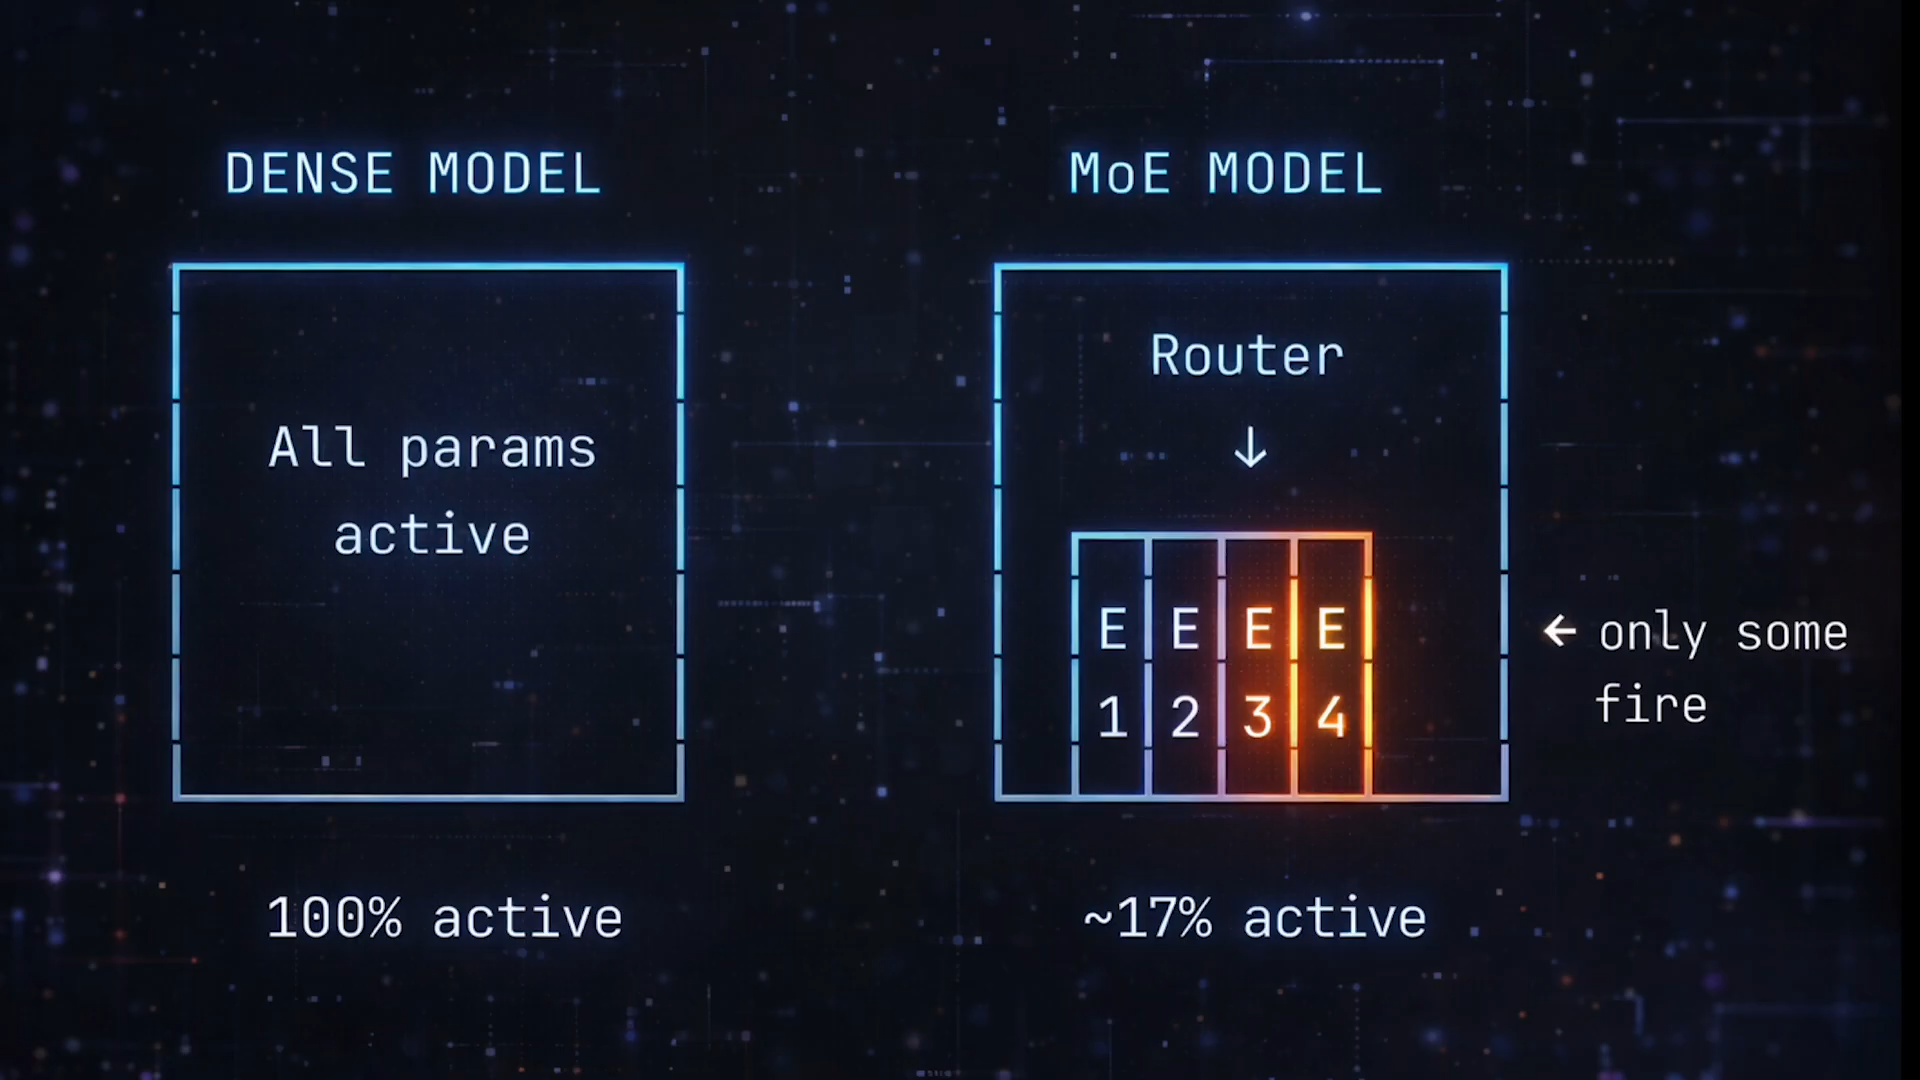 DENSE MODEL
All params
active
100% active
MoE MODEL
Router
↓
E E E E
1 2 3 4
← only some
fire
~17% active